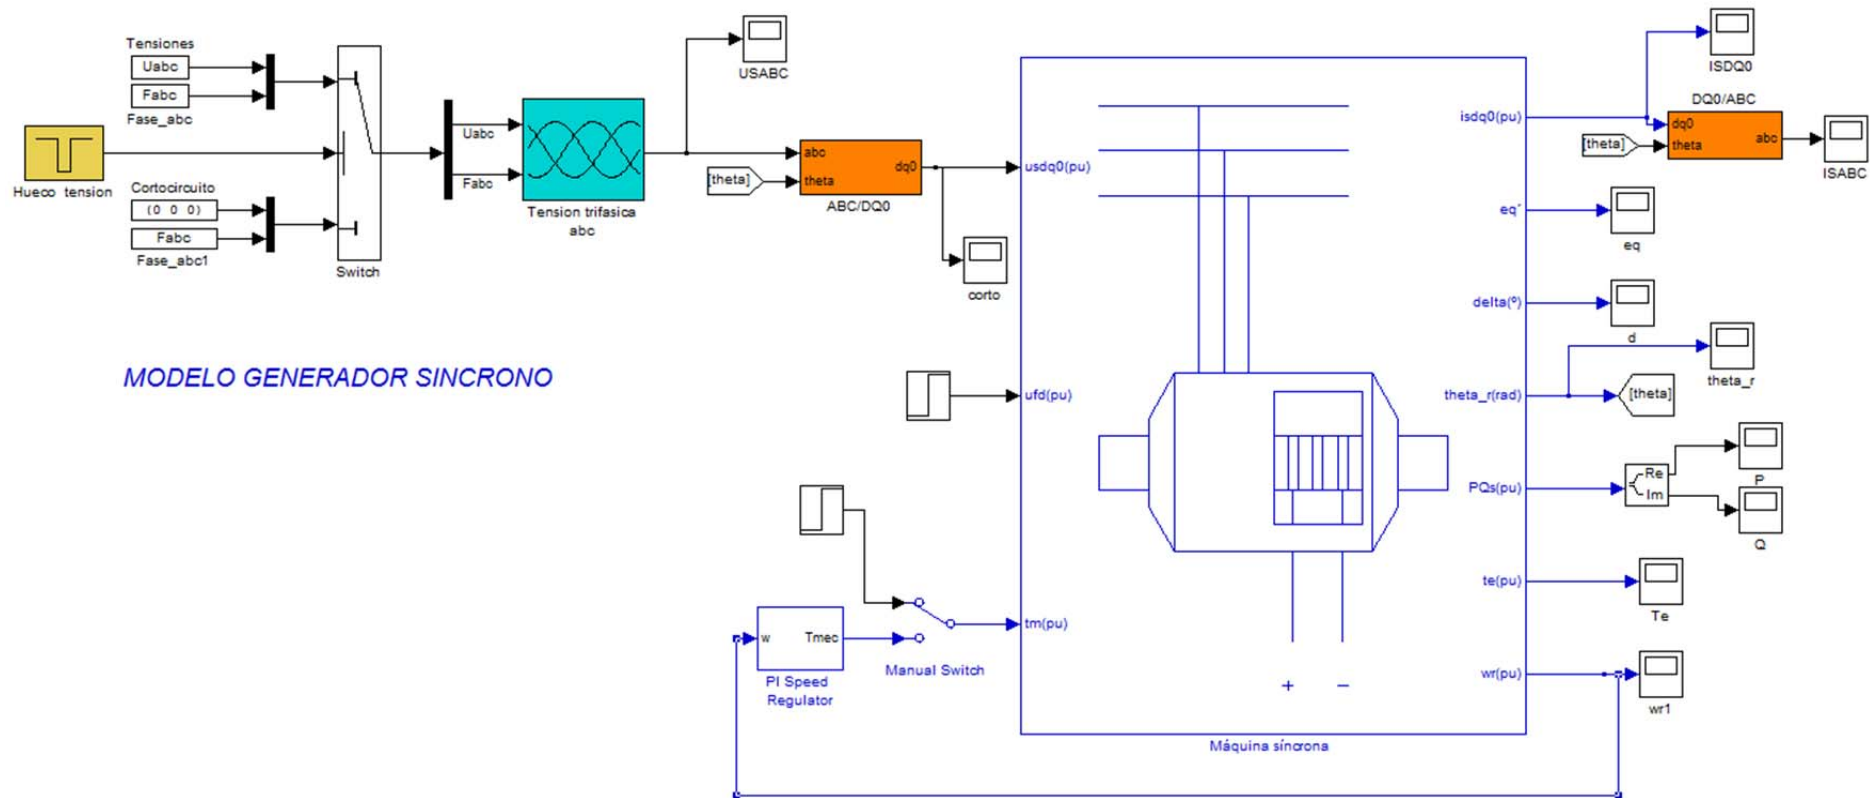 Tensiones
Uabc
Fabc
Fase_abc
Hueco tension
Cortocircuito
(0 0 0)
Fabc
Fase_abc1
Switch
Uabc
Fabc
Tension trifasica
abc
USABC
[theta]
abc
theta
dq0
ABC/DQ0
corto
MODELO GENERADOR SINCRONO
w
Tmec
PI Speed
Regulator
Manual Switch
usdq0(pu)
ufd(pu)
tm(pu)
isdq0(pu)
eq'
delta(º)
theta_r(rad)
PQs(pu)
te(pu)
wr(pu)
+
−
Máquina síncrona
ISDQ0
DQ0/ABC
[theta]
dq0
theta
abc
ISABC
eq
d
theta_r
[theta]
Re
Im
P
Q
Te
wr1